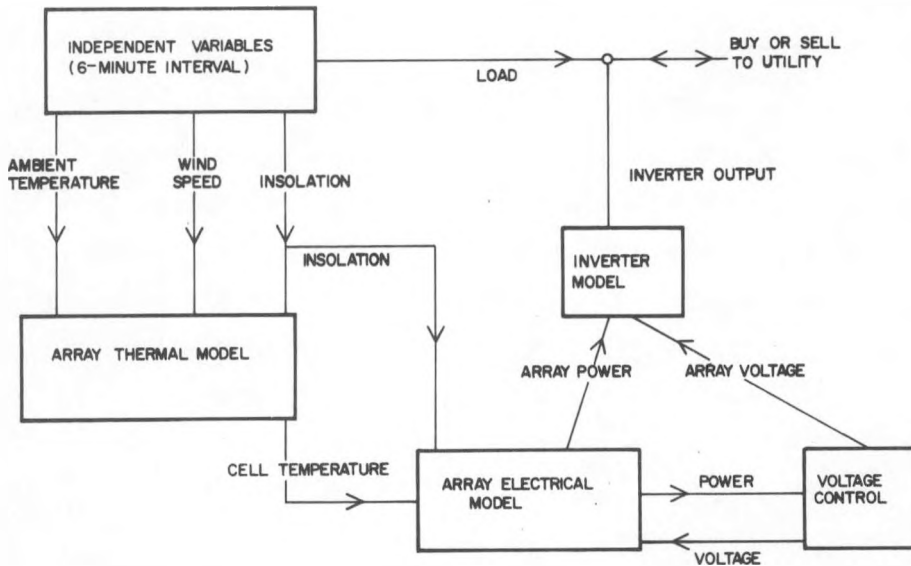 INDEPENDENT VARIABLES
(6-MINUTE INTERVAL)
BUY OR SELL
TO UTILITY
LOAD
AMBIENT
TEMPERATURE
WIND
SPEED
INSOLATION
INVERTER OUTPUT
INSOLATION
INVERTER
MODEL
ARRAY THERMAL MODEL
ARRAY POWER
ARRAY VOLTAGE
CELL TEMPERATURE
ARRAY ELECTRICAL
MODEL
POWER
VOLTAGE
CONTROL
VOLTAGE